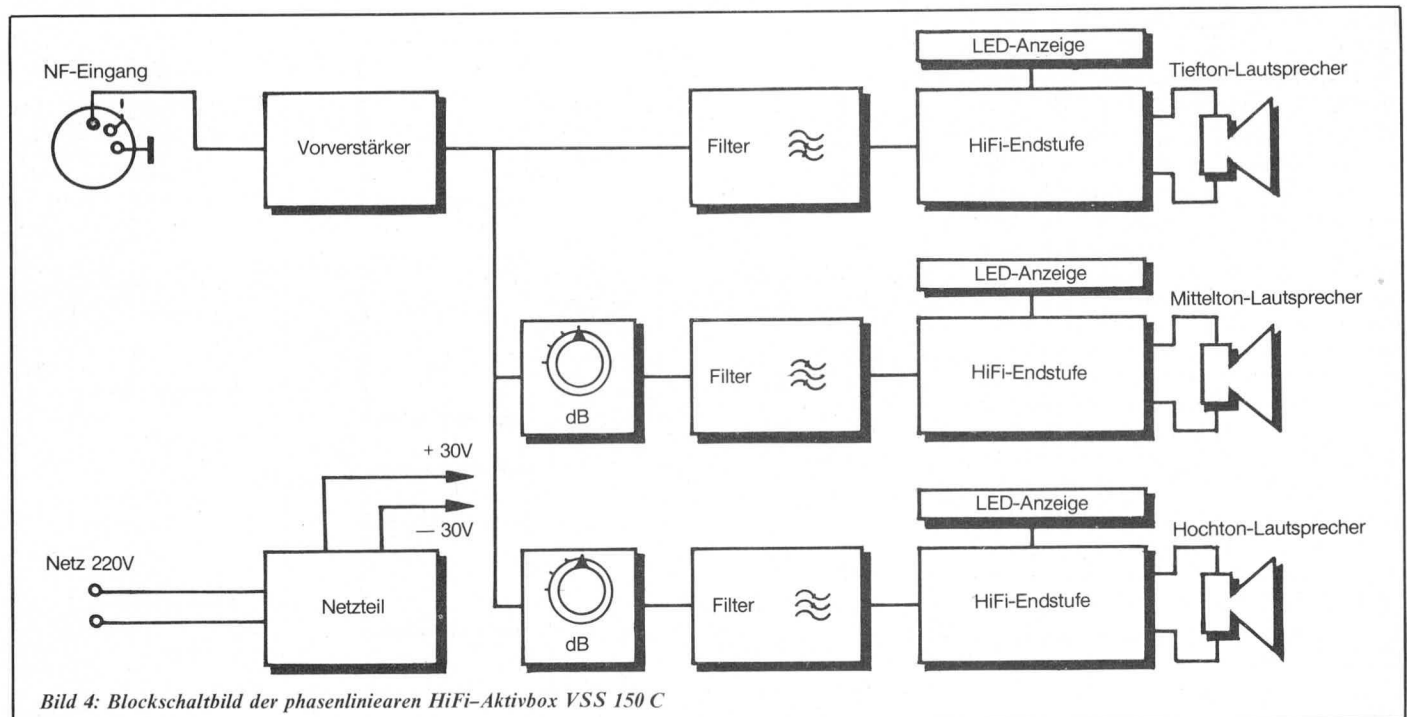 LED-Anzeige
NF-Eingang
Tiefton-Lautsprecher
Vorverstärker
Filter
HiFi-Endstufe
LED-Anzeige
Mittelton-Lautsprecher
dB
Filter
HiFi-Endstufe
+ 30V
— 30V
LED-Anzeige
Hochton-Lautsprecher
Netz 220V
Netzteil
dB
Filter
HiFi-Endstufe
Bild 4: Blockschaltbild der phasenliniearen HiFi–Aktivbox VSS 150 C